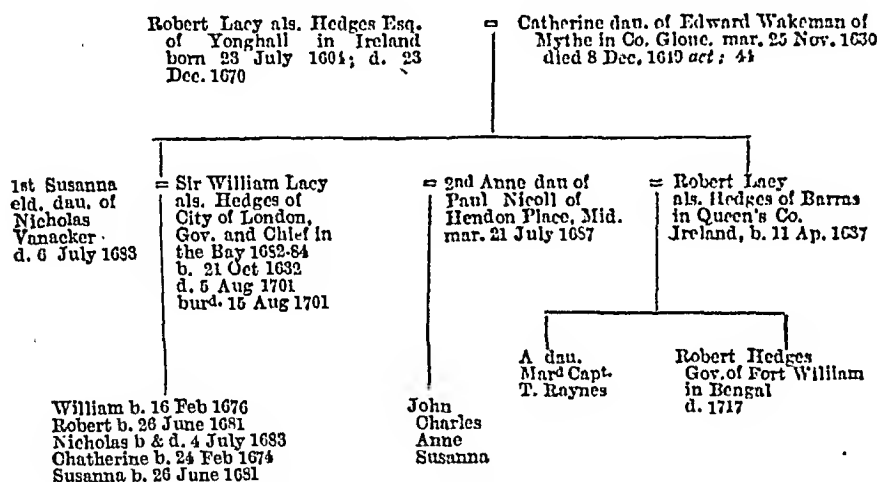 Robert Lacy als. Hedges Esq.
of Yonghall in Ireland
born 23 July 1604; d. 23
Dec. 1670
=
Catherine dau. of Edward Wakeman of
Mythe in Co. Glouc. mar. 25 Nov. 1630
died 8 Dec. 1649 act: 44
1st Susanna
eld. dau. of
Nicholas
Vanacker
d. 6 July 1683
= Sir William Lacy
als. Hedges of
City of London,
Gov. and Chief in
the Bay 1682-84
b. 21 Oct 1632
d. 5 Aug 1701
burd. 15 Aug 1701
= 2nd Anne dau of
Paul Nicoll of
Hendon Place, Mid.
mar. 21 July 1687
= Robert Lacy
als. Hedges of Barras
in Queen's Co.
Ireland, b. 11 Ap. 1637
William b. 16 Feb 1676
Robert b. 26 June 1681
Nicholas b & d. 4 July 1683
Chatherine b. 24 Feb 1674
Susanna b. 26 June 1681
John
Charles
Anne
Susanna
A dau.
Mard Capt.
T. Raynes
Robert Hedges
Gov. of Fort William
in Bengal
d. 1717